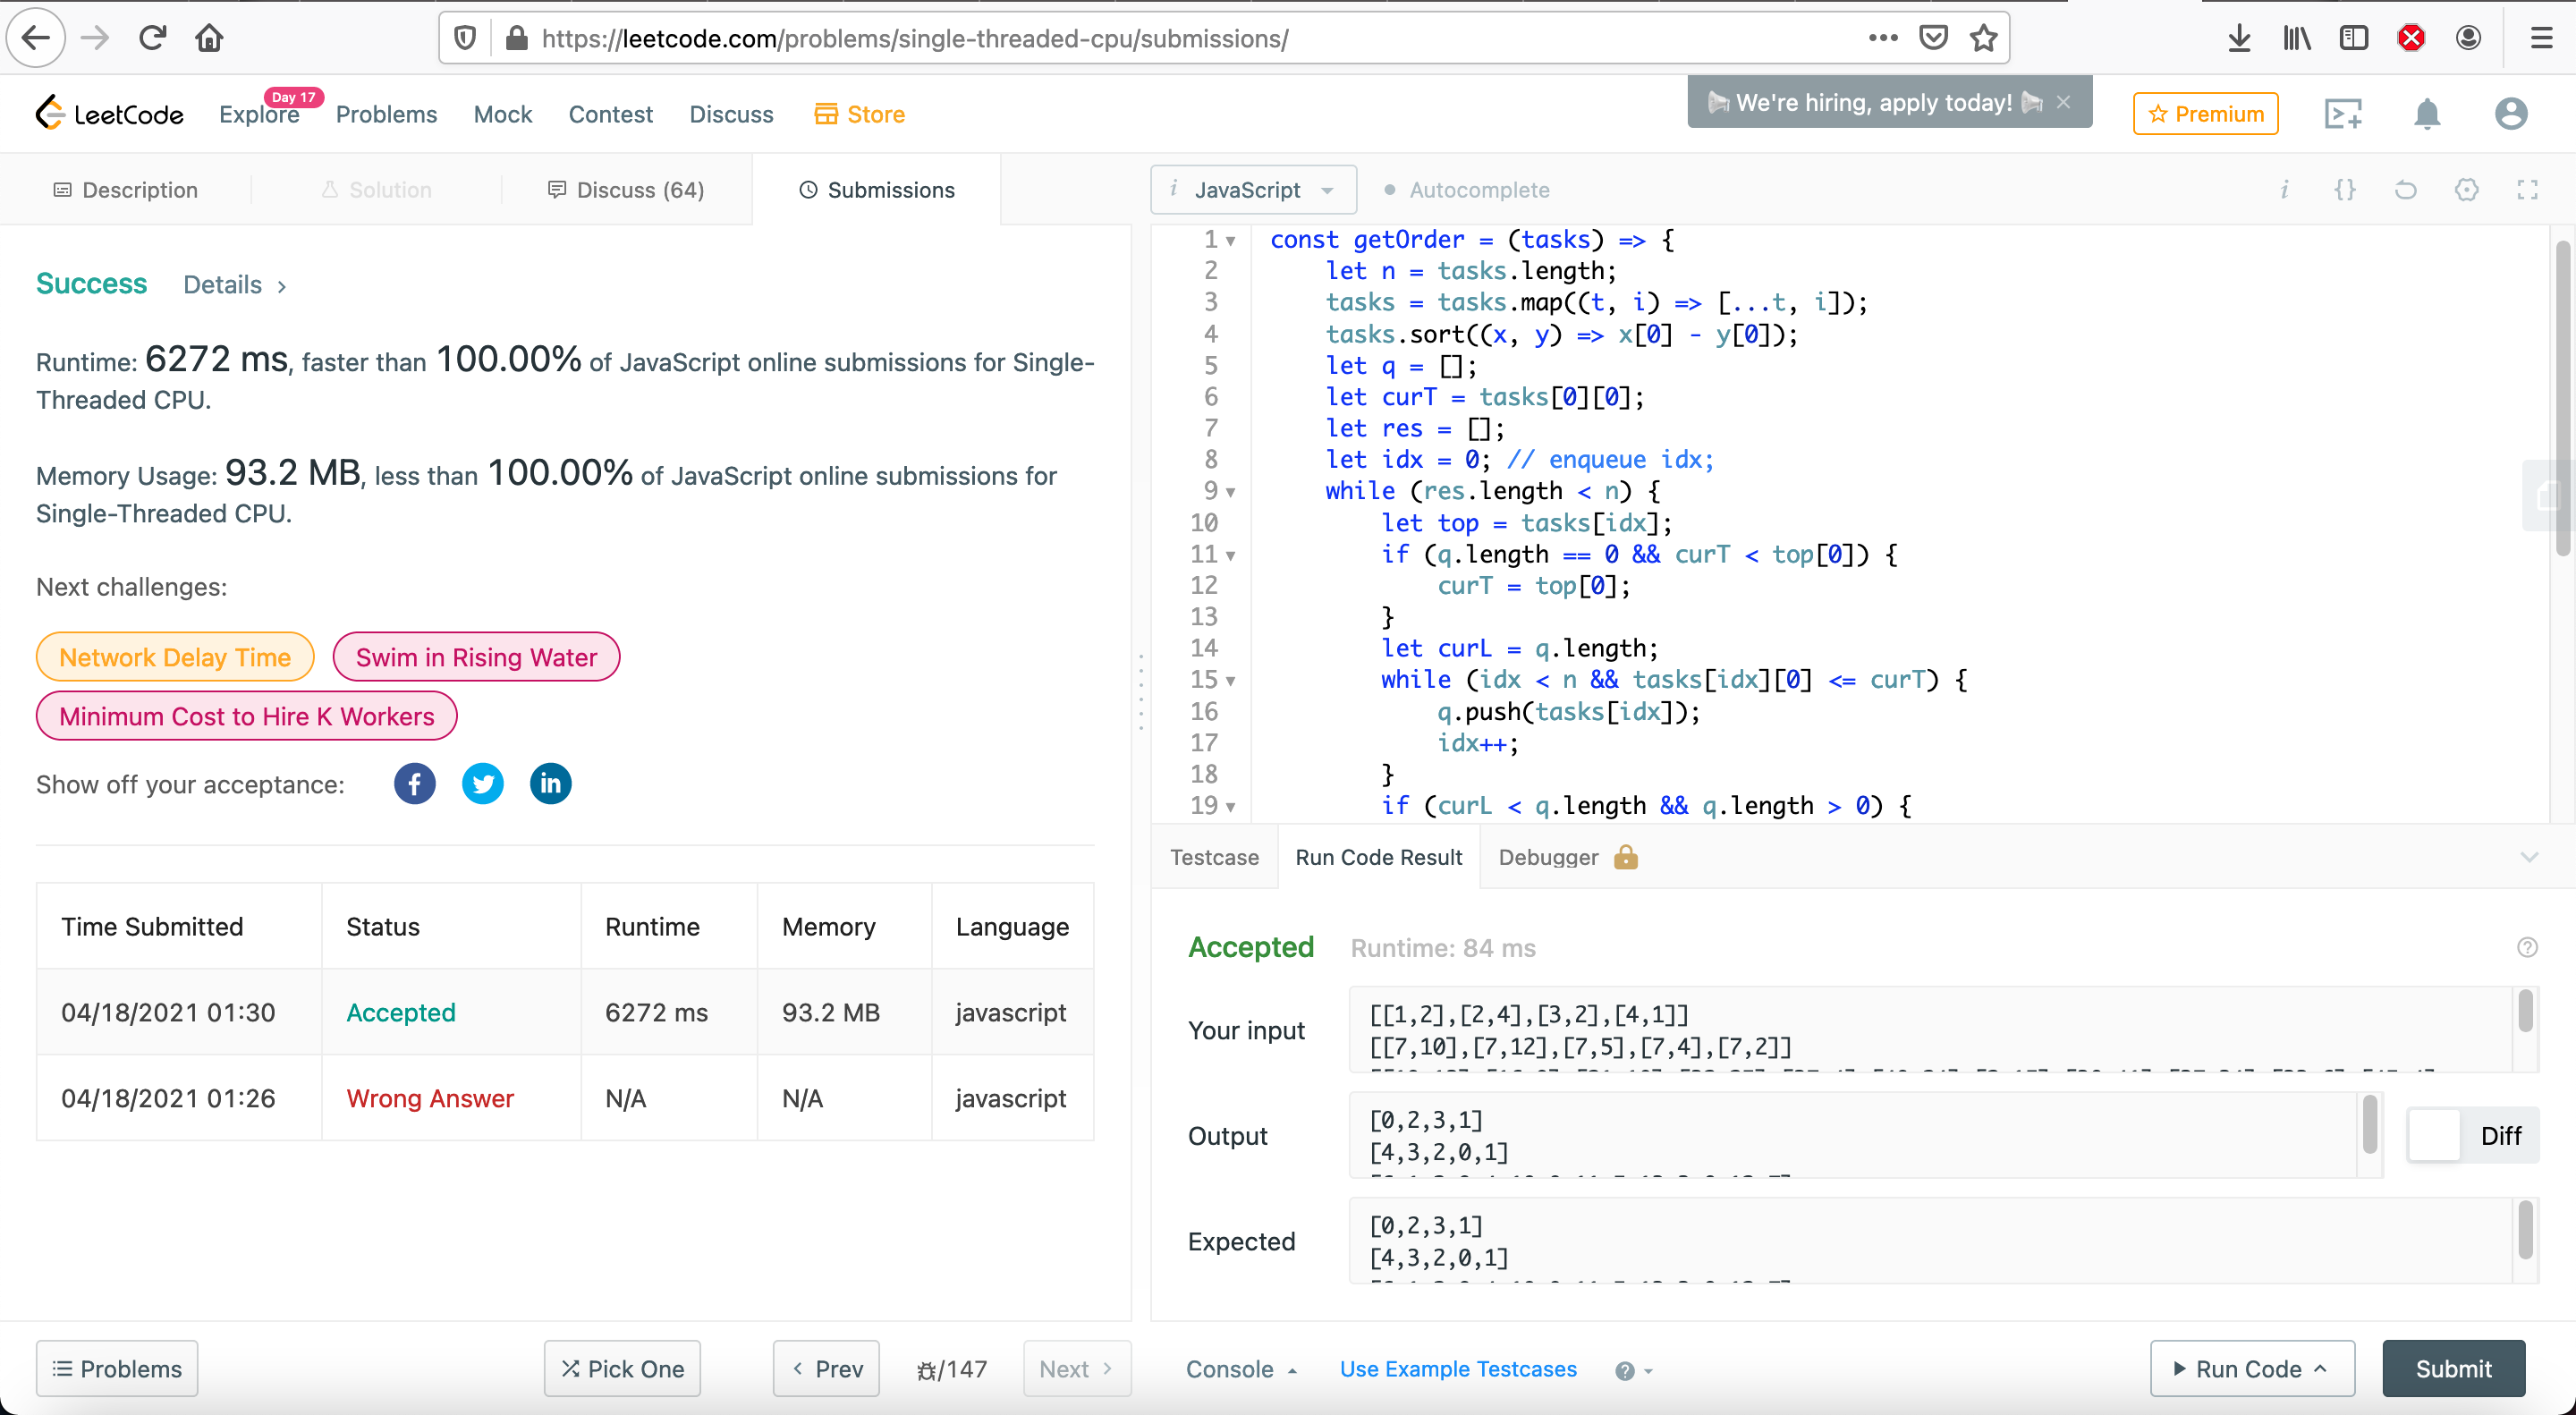 https://leetcode.com/problems/single-threaded-cpu/submissions/
LeetCode
Explore
Day 17
Problems
Mock
Contest
Discuss
Store
We're hiring, apply today!
Premium
Description
Solution
Discuss (64)
Submissions
Success Details >
Runtime: 6272 ms, faster than 100.00% of JavaScript online submissions for Single-
Threaded CPU.
Memory Usage: 93.2 MB, less than 100.00% of JavaScript online submissions for
Single-Threaded CPU.
Next challenges:
Network Delay Time
Swim in Rising Water
Minimum Cost to Hire K Workers
Show off your acceptance:
Time Submitted Status Runtime Memory Language
04/18/2021 01:30 Accepted 6272 ms 93.2 MB javascript
04/18/2021 01:26 Wrong Answer N/A N/A javascript
Problems
Pick One
< Prev
/147
Next >
i JavaScript
Autocomplete
i {}
1 const getOrder = (tasks) => {
2 let n = tasks.length;
3 tasks = tasks.map((t, i) => [...t, i]);
4 tasks.sort((x, y) => x[0] - y[0]);
5 let q = [];
6 let curT = tasks[0][0];
7 let res = [];
8 let idx = 0; // enqueue idx;
9 while (res.length < n) {
10 let top = tasks[idx];
11 if (q.length == 0 && curT < top[0]) {
12 curT = top[0];
13 }
14 let curL = q.length;
15 while (idx < n && tasks[idx][0] <= curT) {
16 q.push(tasks[idx]);
17 idx++;
18 }
19 if (curL < q.length && q.length > 0) {
Testcase
Run Code Result
Debugger
Accepted Runtime: 84 ms
Your input
[[1,2],[2,4],[3,2],[4,1]]
[[7,10],[7,12],[7,5],[7,4],[7,2]]
Output
[0,2,3,1]
[4,3,2,0,1]
Diff
Expected
[0,2,3,1]
[4,3,2,0,1]
Console
Use Example Testcases
Run Code
Submit